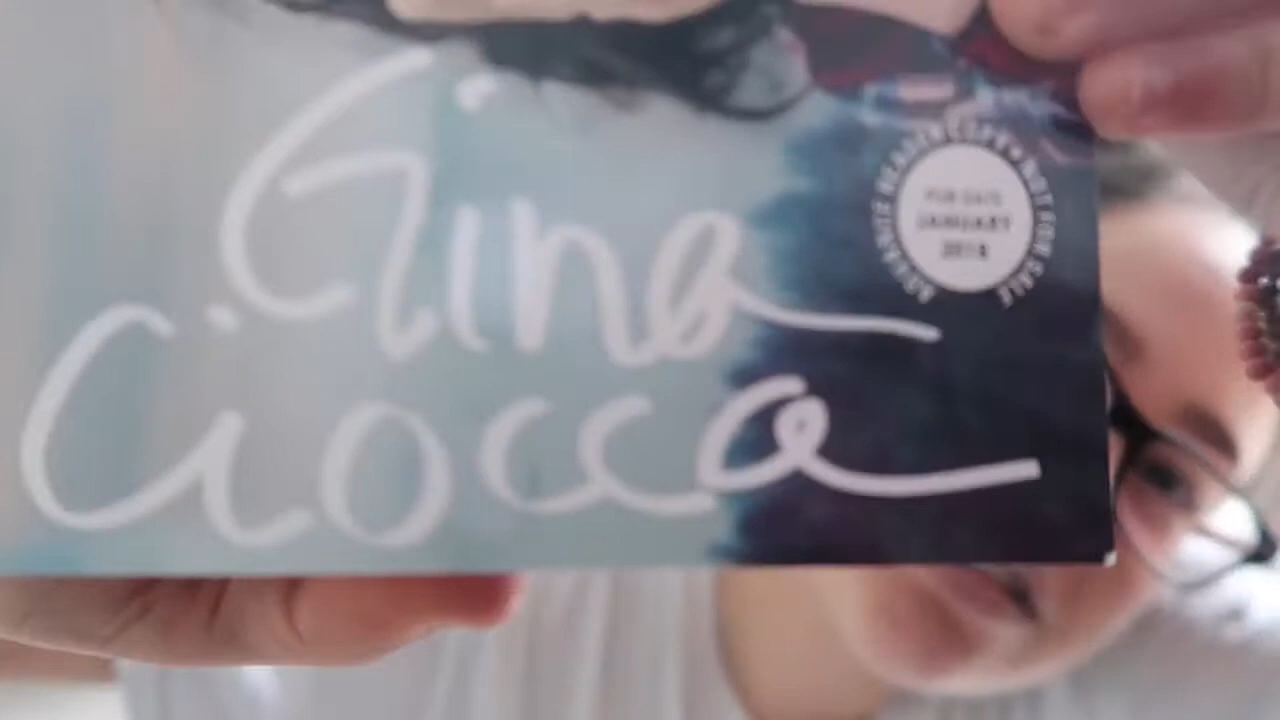 Gina
Ciocca
ADVANCE READER COPY • NOT FOR SALE
PUB DATE
JANUARY
2018